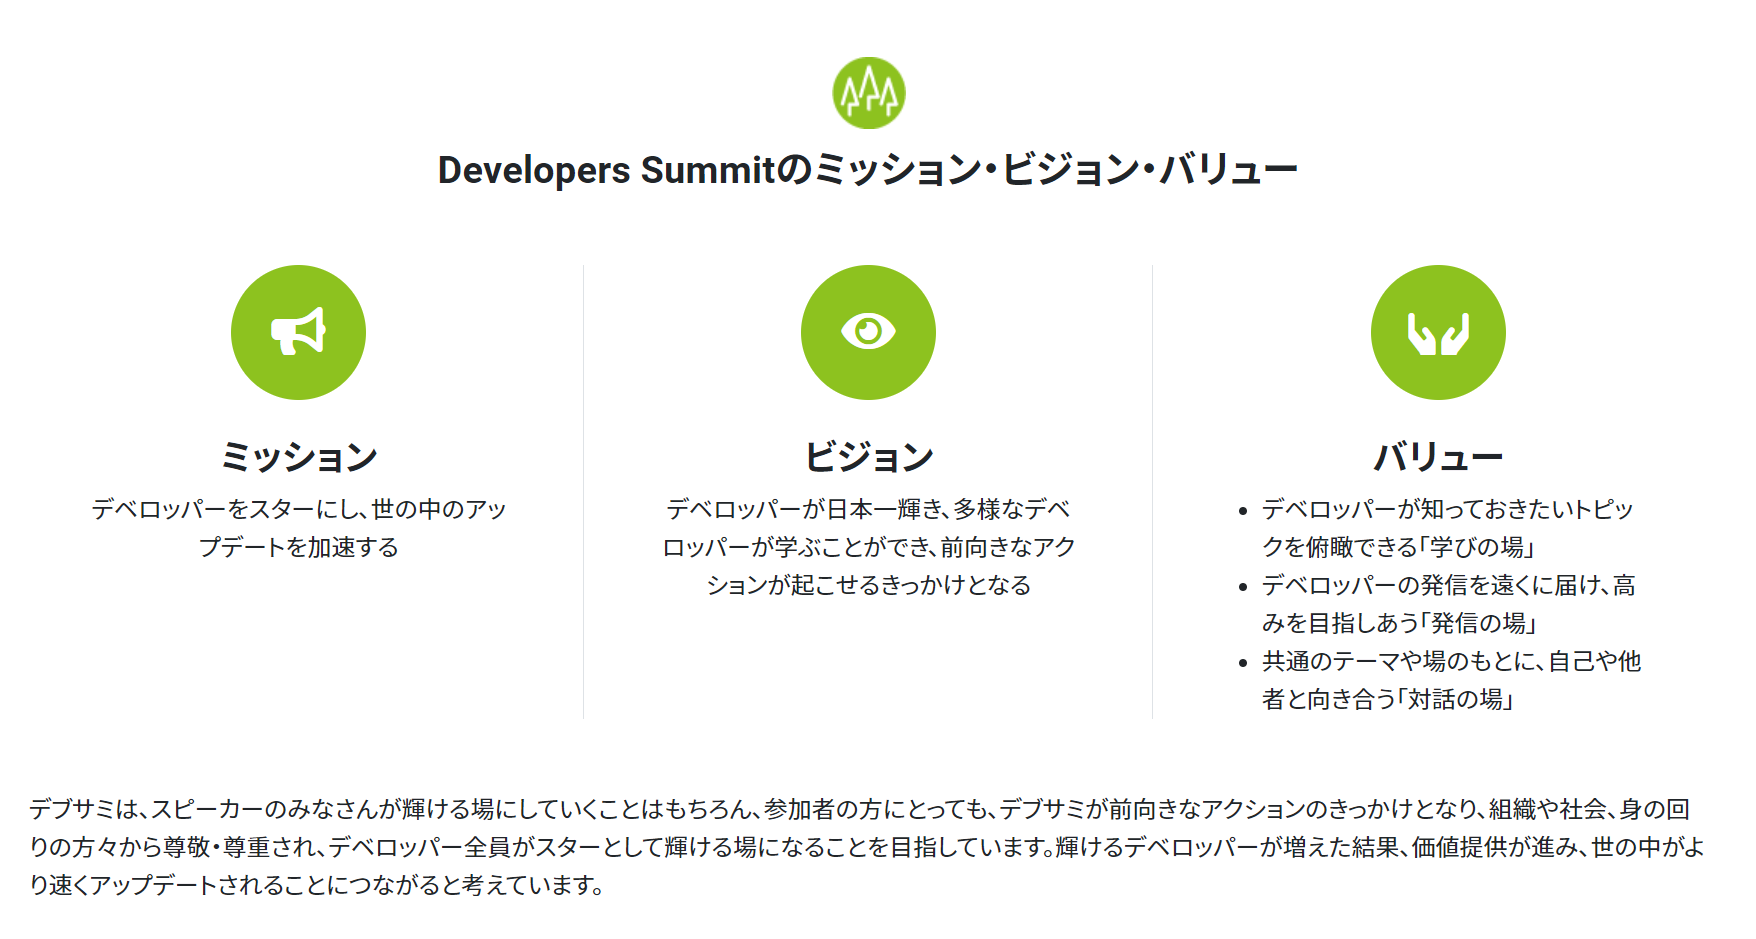 Developers Summitのミッション・ビジョン・バリュー
ミッション
デベロッパーをスターにし、世の中のアッ
プデートを加速する
ビジョン
デベロッパーが日本一輝き、多様なデベ
ロッパーが学ぶことができ、前向きなアク
ションが起こせるきっかけとなる
バリュー
• デベロッパーが知っておきたいトピッ
クを俯瞰できる「学びの場」
• デベロッパーの発信を遠くに届け、高
みを目指しあう「発信の場」
• 共通のテーマや場のもとに、自己や他
者と向き合う「対話の場」
デブサミは、スピーカーのみなさんが輝ける場にしていくことはもちろん、参加者の方にとっても、デブサミが前向きなアクションのきっかけとなり、組織や社会、身の回
りの方々から尊敬・尊重され、デベロッパー全員がスターとして輝ける場になることを目指しています。輝けるデベロッパーが増えた結果、価値提供が進み、世の中がよ
り速くアップデートされることにつながると考えています。